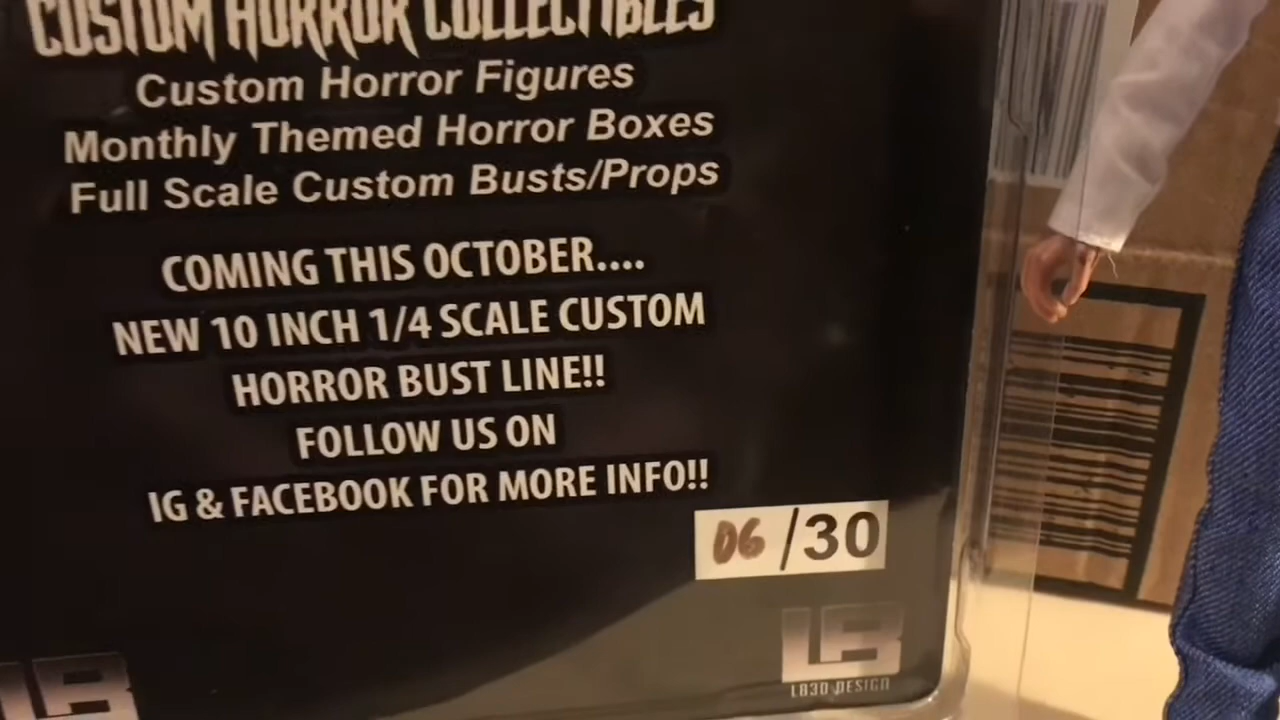 CUSTOM HORROR COLLECTIBLES
Custom Horror Figures
Monthly Themed Horror Boxes
Full Scale Custom Busts/Props
COMING THIS OCTOBER....
NEW 10 INCH 1/4 SCALE CUSTOM
HORROR BUST LINE!!
FOLLOW US ON
IG & FACEBOOK FOR MORE INFO!!
06 /30
LB
LB3D DESIGN
LB